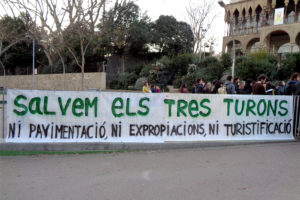 SALVEM ELS TRES TURONS
NI PAVIMENTACIÓ, NI EXPROPIACIONS, NI TURISTIFICACIÓ